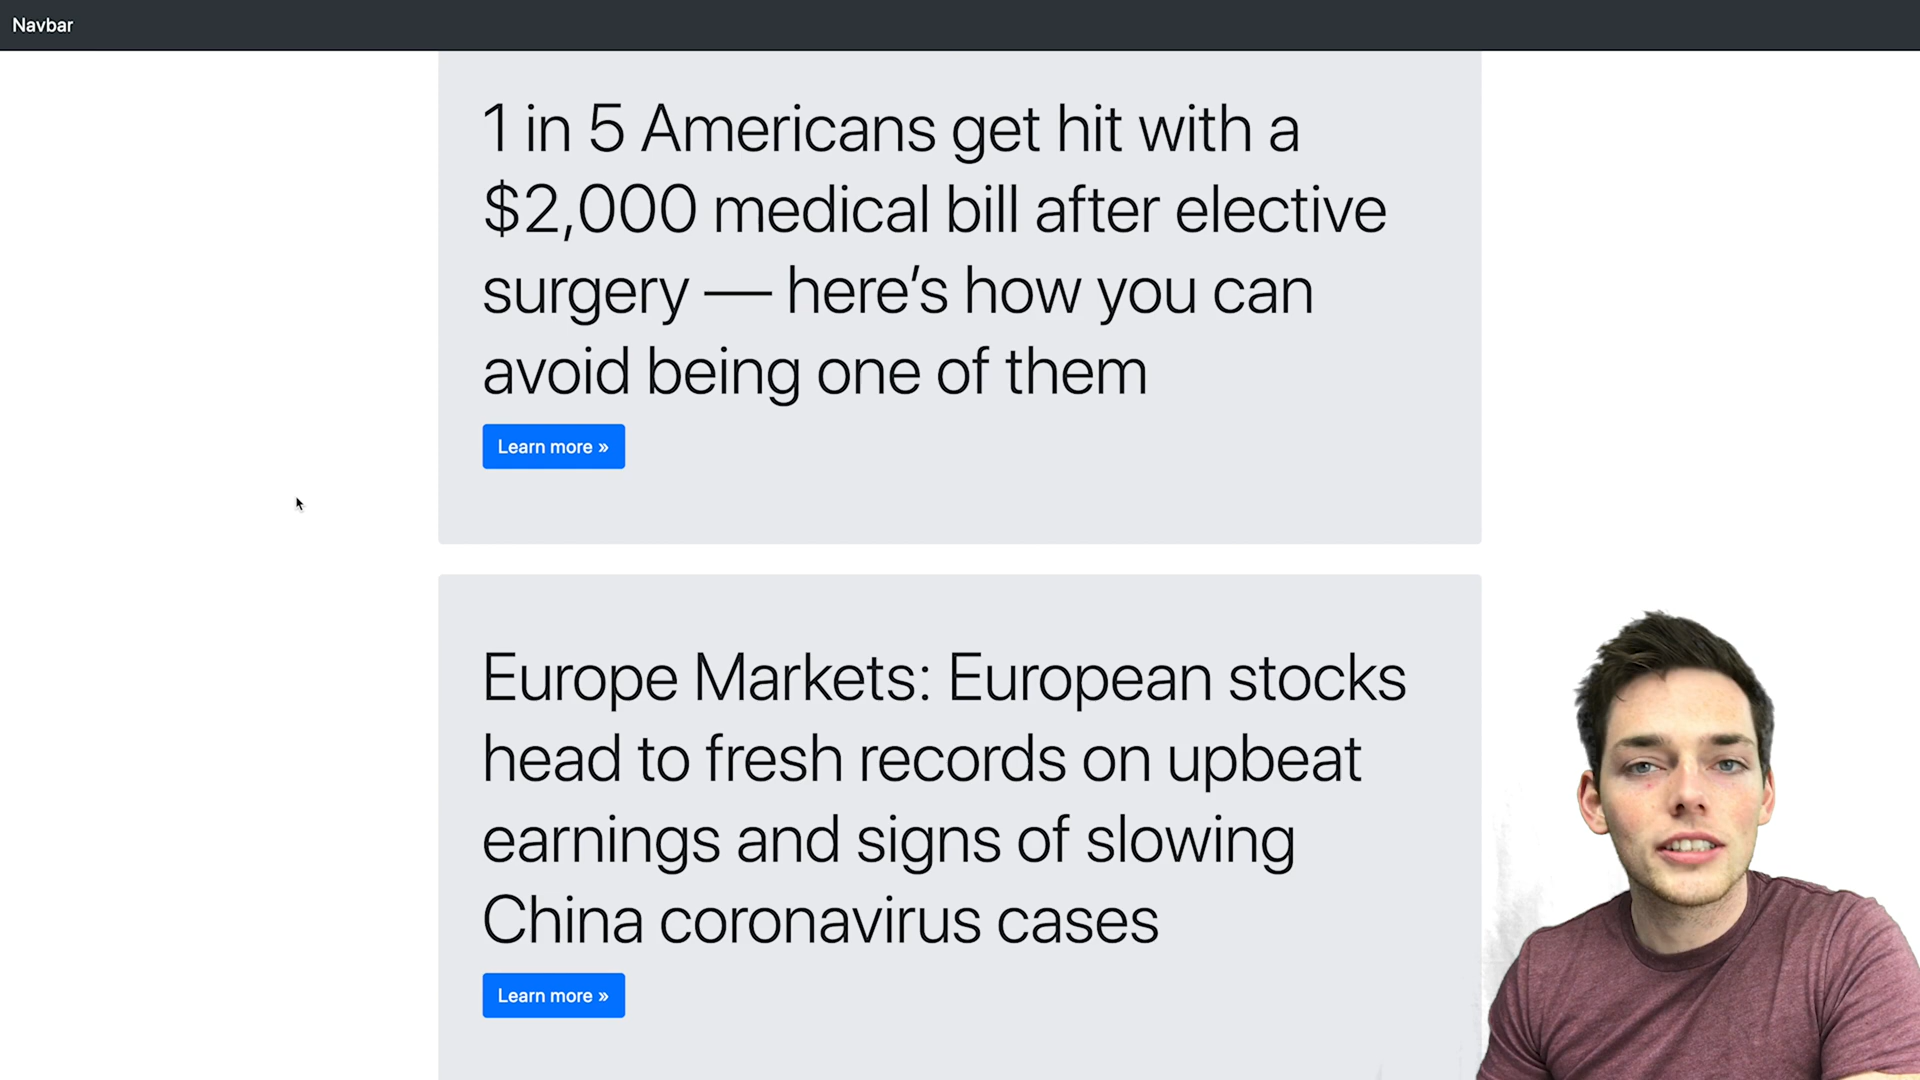 Navbar
1 in 5 Americans get hit with a
$2,000 medical bill after elective
surgery — here’s how you can
avoid being one of them
Learn more »
Europe Markets: European stocks
head to fresh records on upbeat
earnings and signs of slowing
China coronavirus cases
Learn more »